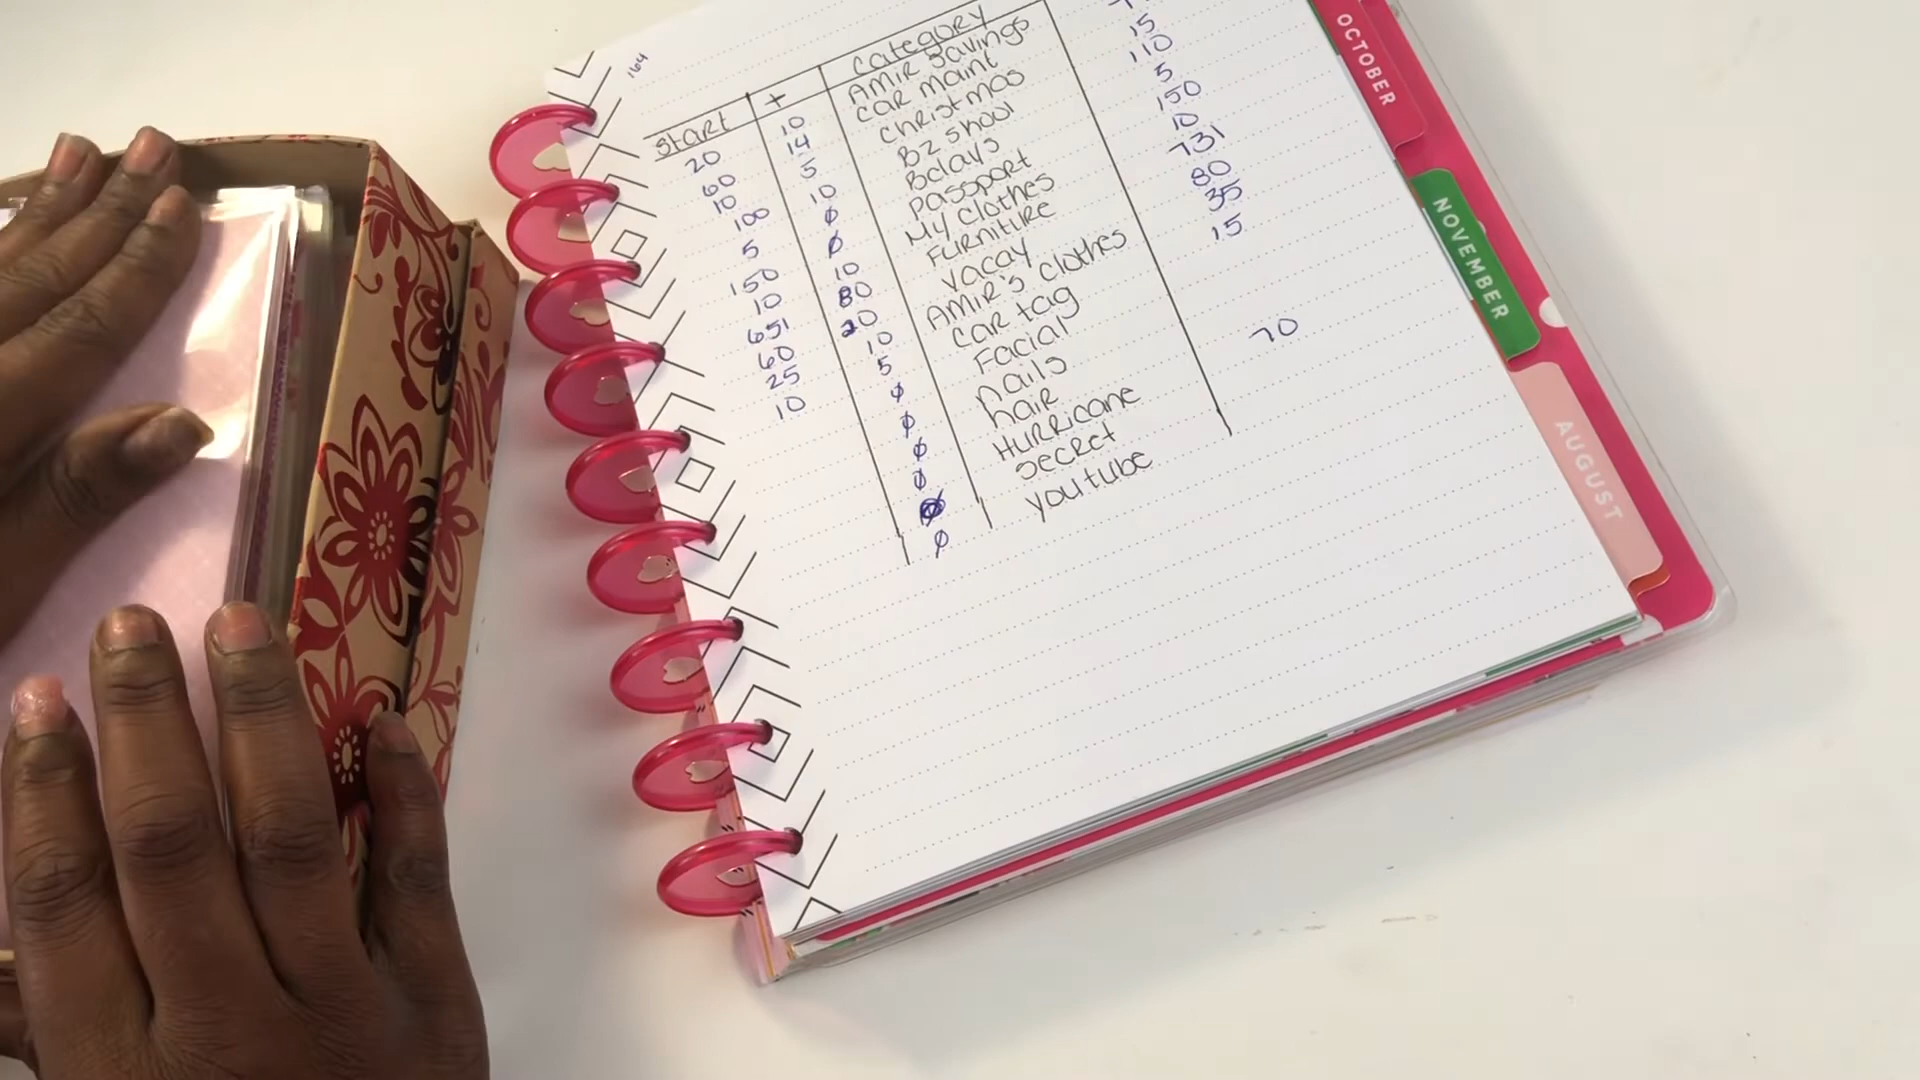 164
START + Category
20 10 AMIR Savings
60 14 CAR maint 7
10 5 Christmas 15
100 10 BZ skool 110
5 ø Bdays 5
150 ø Passport 150
10 10 My clothes 10
651 80 Furniture 731
60 20 Vacay 80
25 10 AMIR's clothes 35
10 5 Car tag 15
ø Facial
ø Nails
ø hair
ø HURRicane 70
ø Secret
ø youtube
OCTOBER
NOVEMBER
AUGUST